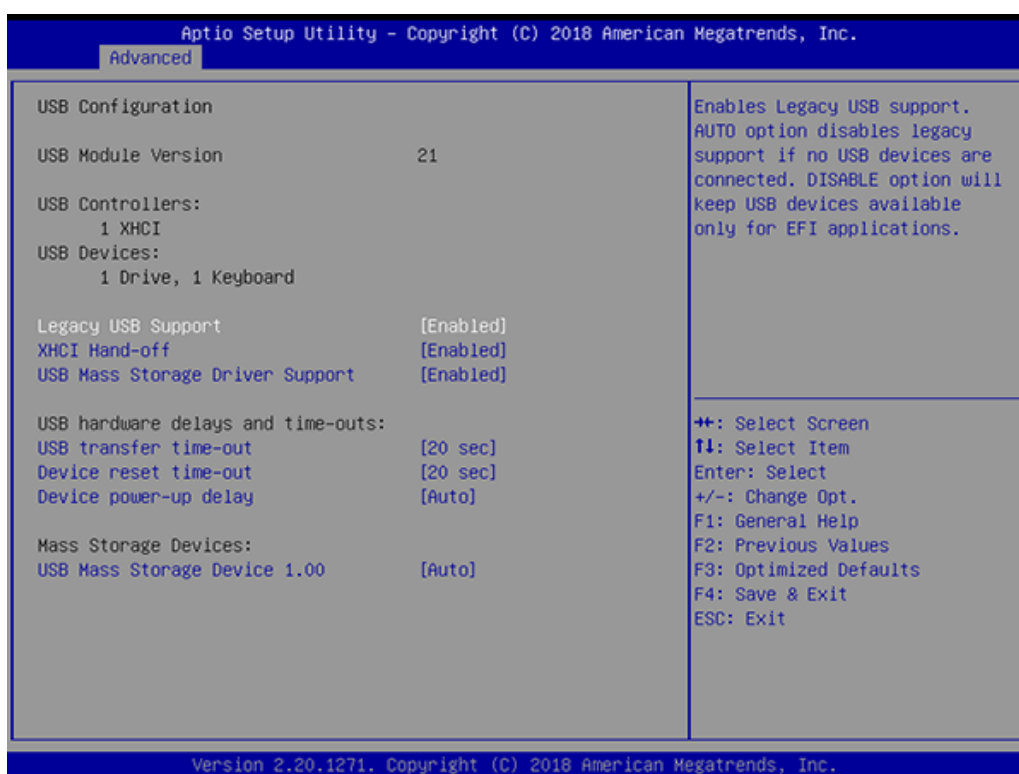 Aptio Setup Utility – Copyright (C) 2018 American Megatrends, Inc.
Advanced
USB Configuration
USB Module Version 21
USB Controllers:
1 XHCI
USB Devices:
1 Drive, 1 Keyboard
Legacy USB Support [Enabled]
XHCI Hand-off [Enabled]
USB Mass Storage Driver Support [Enabled]
USB hardware delays and time-outs:
USB transfer time-out [20 sec]
Device reset time-out [20 sec]
Device power-up delay [Auto]
Mass Storage Devices:
USB Mass Storage Device 1.00 [Auto]
Enables Legacy USB support.
AUTO option disables legacy
support if no USB devices are
connected. DISABLE option will
keep USB devices available
only for EFI applications.
→←: Select Screen
↑↓: Select Item
Enter: Select
+/-: Change Opt.
F1: General Help
F2: Previous Values
F3: Optimized Defaults
F4: Save & Exit
ESC: Exit
Version 2.20.1271. Copyright (C) 2018 American Megatrends, Inc.